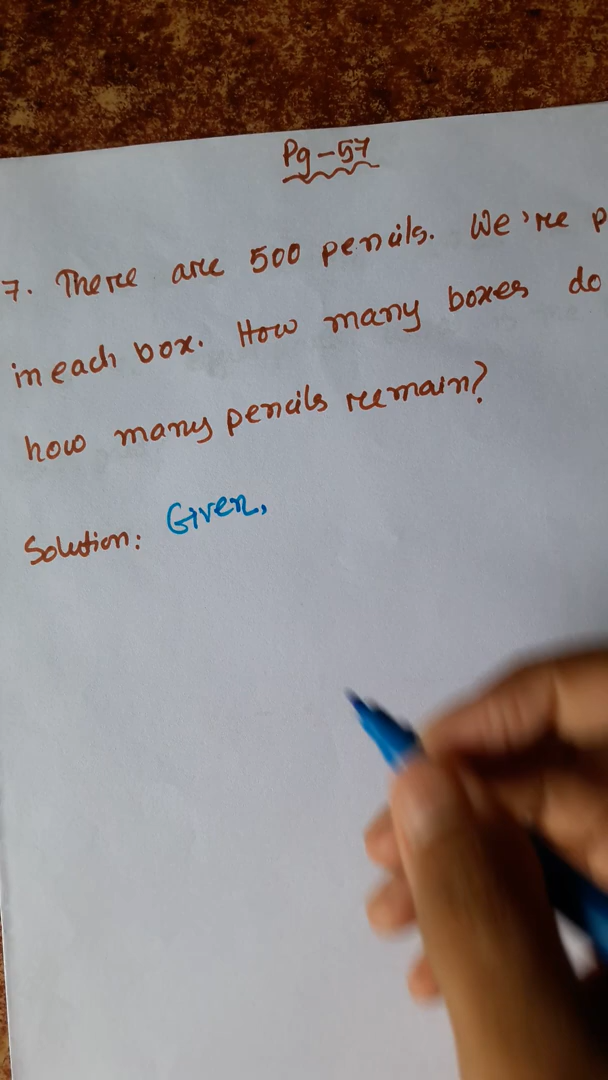 Pg-57
7. There are 500 pencils. We're p
in each box. How many boxes do
how many pencils remain?
Solution: Given,